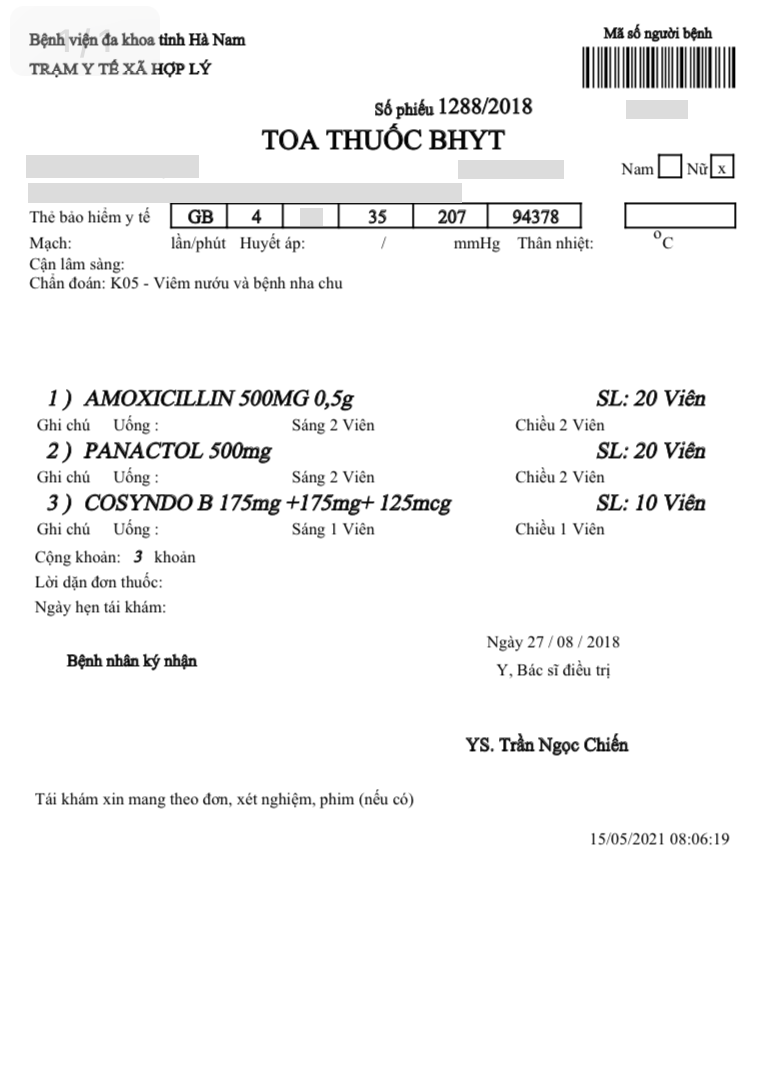 1/1
Bệnh viện đa khoa tỉnh Hà Nam
Mã số người bệnh
TRẠM Y TẾ XÃ HỢP LÝ
Số phiếu 1288/2018
TOA THUỐC BHYT
Nam Nữ x
Thẻ bảo hiểm y tế GB 4 35 207 94378
Mạch: lần/phút Huyết áp: / mmHg Thân nhiệt: °C
Cận lâm sàng:
Chẩn đoán: K05 - Viêm nướu và bệnh nha chu
1 ) AMOXICILLIN 500MG 0,5g SL: 20 Viên
Ghi chú Uống : Sáng 2 Viên Chiều 2 Viên
2 ) PANACTOL 500mg SL: 20 Viên
Ghi chú Uống : Sáng 2 Viên Chiều 2 Viên
3 ) COSYNDO B 175mg +175mg+ 125mcg SL: 10 Viên
Ghi chú Uống : Sáng 1 Viên Chiều 1 Viên
Cộng khoản: 3 khoản
Lời dặn đơn thuốc:
Ngày hẹn tái khám:
Ngày 27 / 08 / 2018
Bệnh nhân ký nhận
Y, Bác sĩ điều trị
YS. Trần Ngọc Chiến
Tái khám xin mang theo đơn, xét nghiệm, phim (nếu có)
15/05/2021 08:06:19